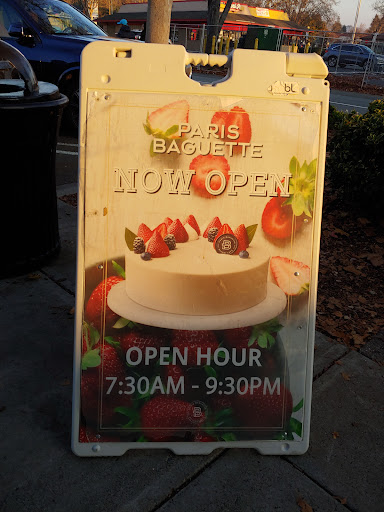 PARIS
BAGUETTE
NOW OPEN
OPEN HOUR
7:30AM - 9:30PM